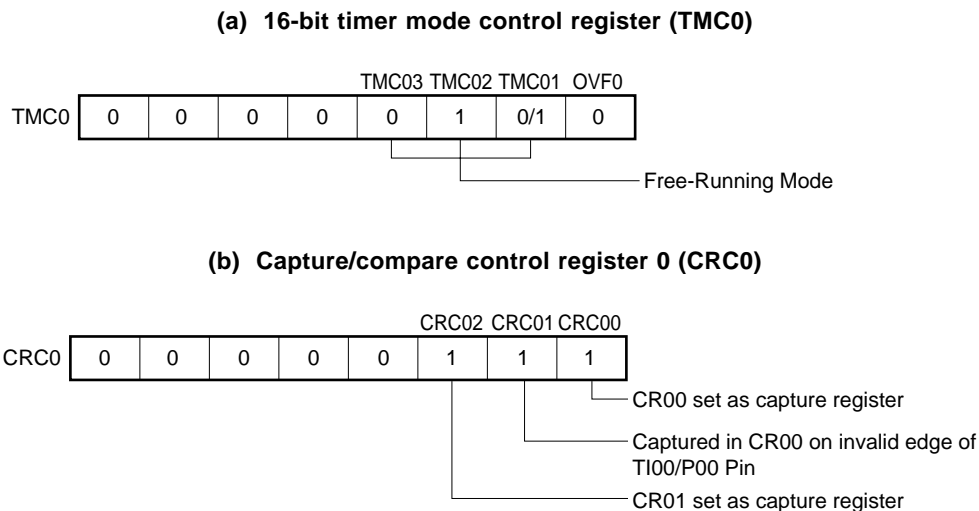 (a) 16-bit timer mode control register (TMC0)
TMC03 TMC02 TMC01 OVF0
TMC0 0 0 0 0 0 1 0/1 0
Free-Running Mode
(b) Capture/compare control register 0 (CRC0)
CRC02 CRC01 CRC00
CRC0 0 0 0 0 0 1 1 1
CR00 set as capture register
Captured in CR00 on invalid edge of
TI00/P00 Pin
CR01 set as capture register